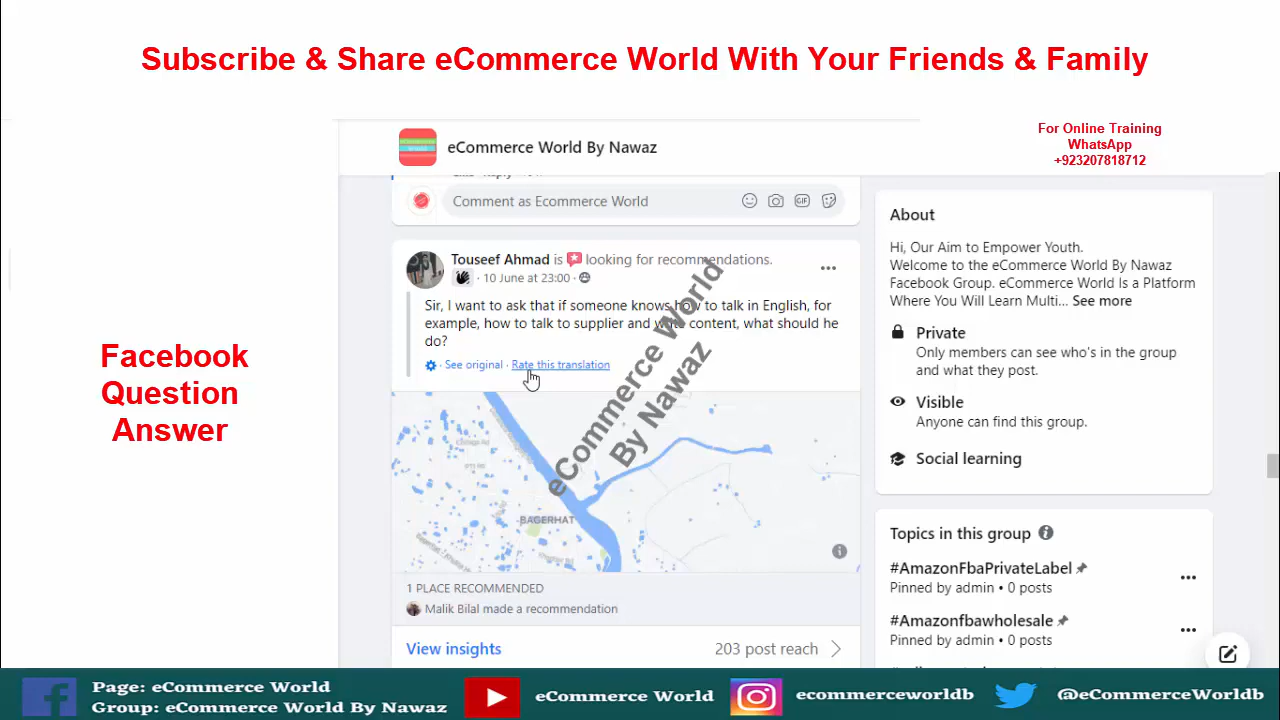 Subscribe & Share eCommerce World With Your Friends & Family
For Online Training
WhatsApp
+923207818712
eCommerce World By Nawaz
Comment as Ecommerce World
GIF
Touseef Ahmad is looking for recommendations.
· 10 June at 23:00 ·
Sir, I want to ask that if someone knows how to talk in English, for
example, how to talk to supplier and write content, what should he
do?
· See original · Rate this translation
eCommerce World
By Nawaz
BAGERHAT
1 PLACE RECOMMENDED
Malik Bilal made a recommendation
View insights
203 post reach
About
Hi, Our Aim to Empower Youth.
Welcome to the eCommerce World By Nawaz
Facebook Group. eCommerce World Is a Platform
Where You Will Learn Multi... See more
Private
Only members can see who's in the group
and what they post.
Visible
Anyone can find this group.
Social learning
Topics in this group
#AmazonFbaPrivateLabel
Pinned by admin • 0 posts
#Amazonfbawholesale
Pinned by admin • 0 posts
Facebook
Question
Answer
Page: eCommerce World
Group: eCommerce World By Nawaz
eCommerce World
ecommerceworldb
@eCommerceWorldb